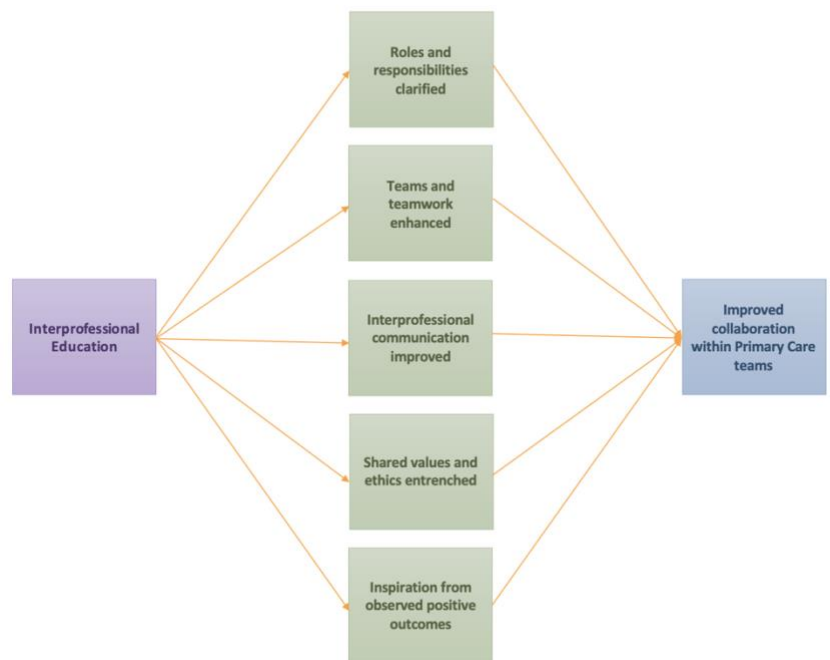 Roles and
responsibilities
clarified
Teams and
teamwork
enhanced
Interprofessional
Education
Interprofessional
communication
improved
Improved
collaboration
within Primary Care
teams
Shared values and
ethics entrenched
Inspiration from
observed positive
outcomes